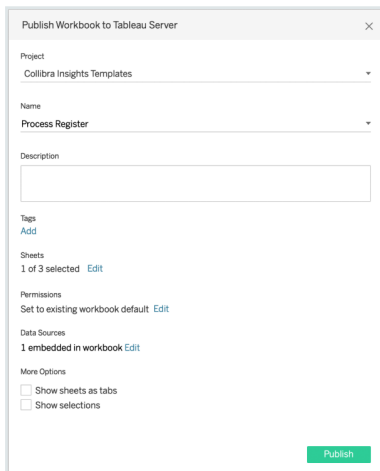 Publish Workbook to Tableau Server
Project
Collibra Insights Templates
Name
Process Register
Description
Tags
Add
Sheets
1 of 3 selected Edit
Permissions
Set to existing workbook default Edit
Data Sources
1 embedded in workbook Edit
More Options
Show sheets as tabs
Show selections
Publish